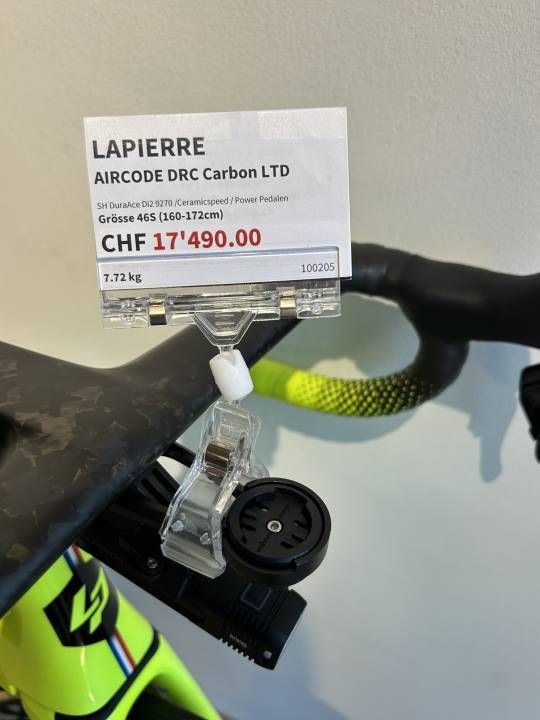 LAPIERRE
AIRCODE DRC Carbon LTD
SH DuraAce Di2 9270 /Ceramicspeed / Power Pedalen
Grösse 46S (160-172cm)
CHF 17'490.00
7.72 kg
100205